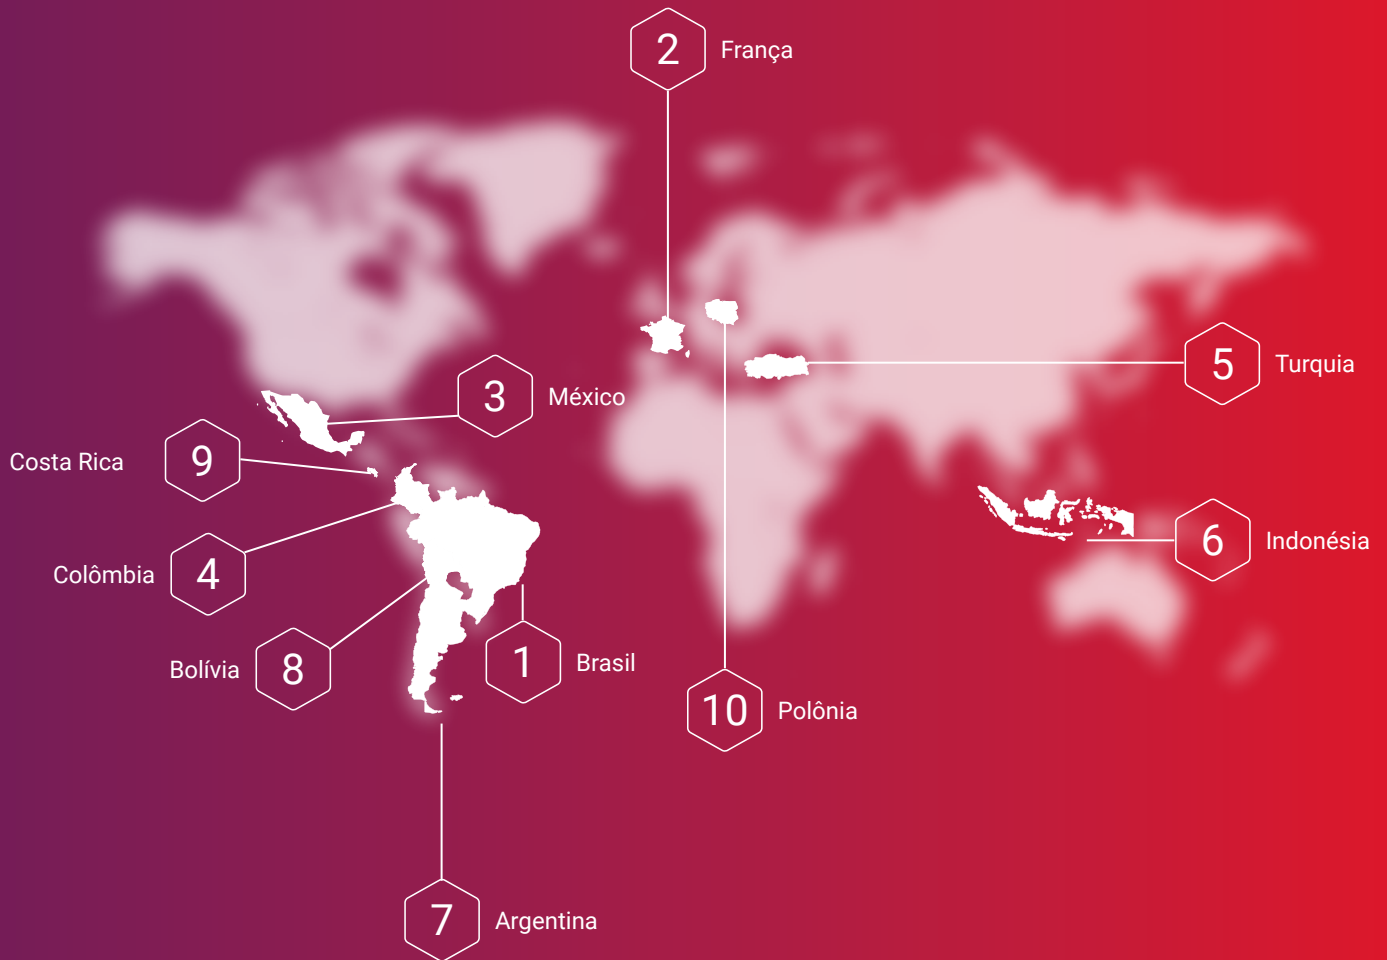 2 França
5 Turquia
3 México
Costa Rica 9
6 Indonésia
Colômbia 4
Bolívia 8
1 Brasil
10 Polônia
7 Argentina